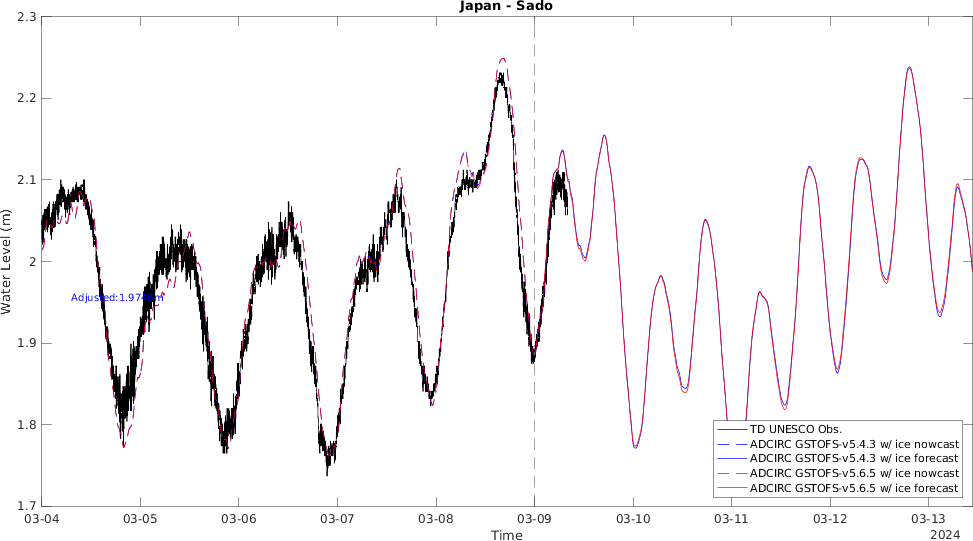 Japan - Sado
2.3
2.2
2.1
2
1.9
1.8
1.7
Water Level (m)
03-04
03-05
03-06
03-07
03-08
03-09
03-10
03-11
03-12
03-13
Time
2024
TD UNESCO Obs.
ADCIRC GSTOFS-v5.4.3 w/ ice nowcast
ADCIRC GSTOFS-v5.4.3 w/ ice forecast
ADCIRC GSTOFS-v5.6.5 w/ ice nowcast
ADCIRC GSTOFS-v5.6.5 w/ ice forecast